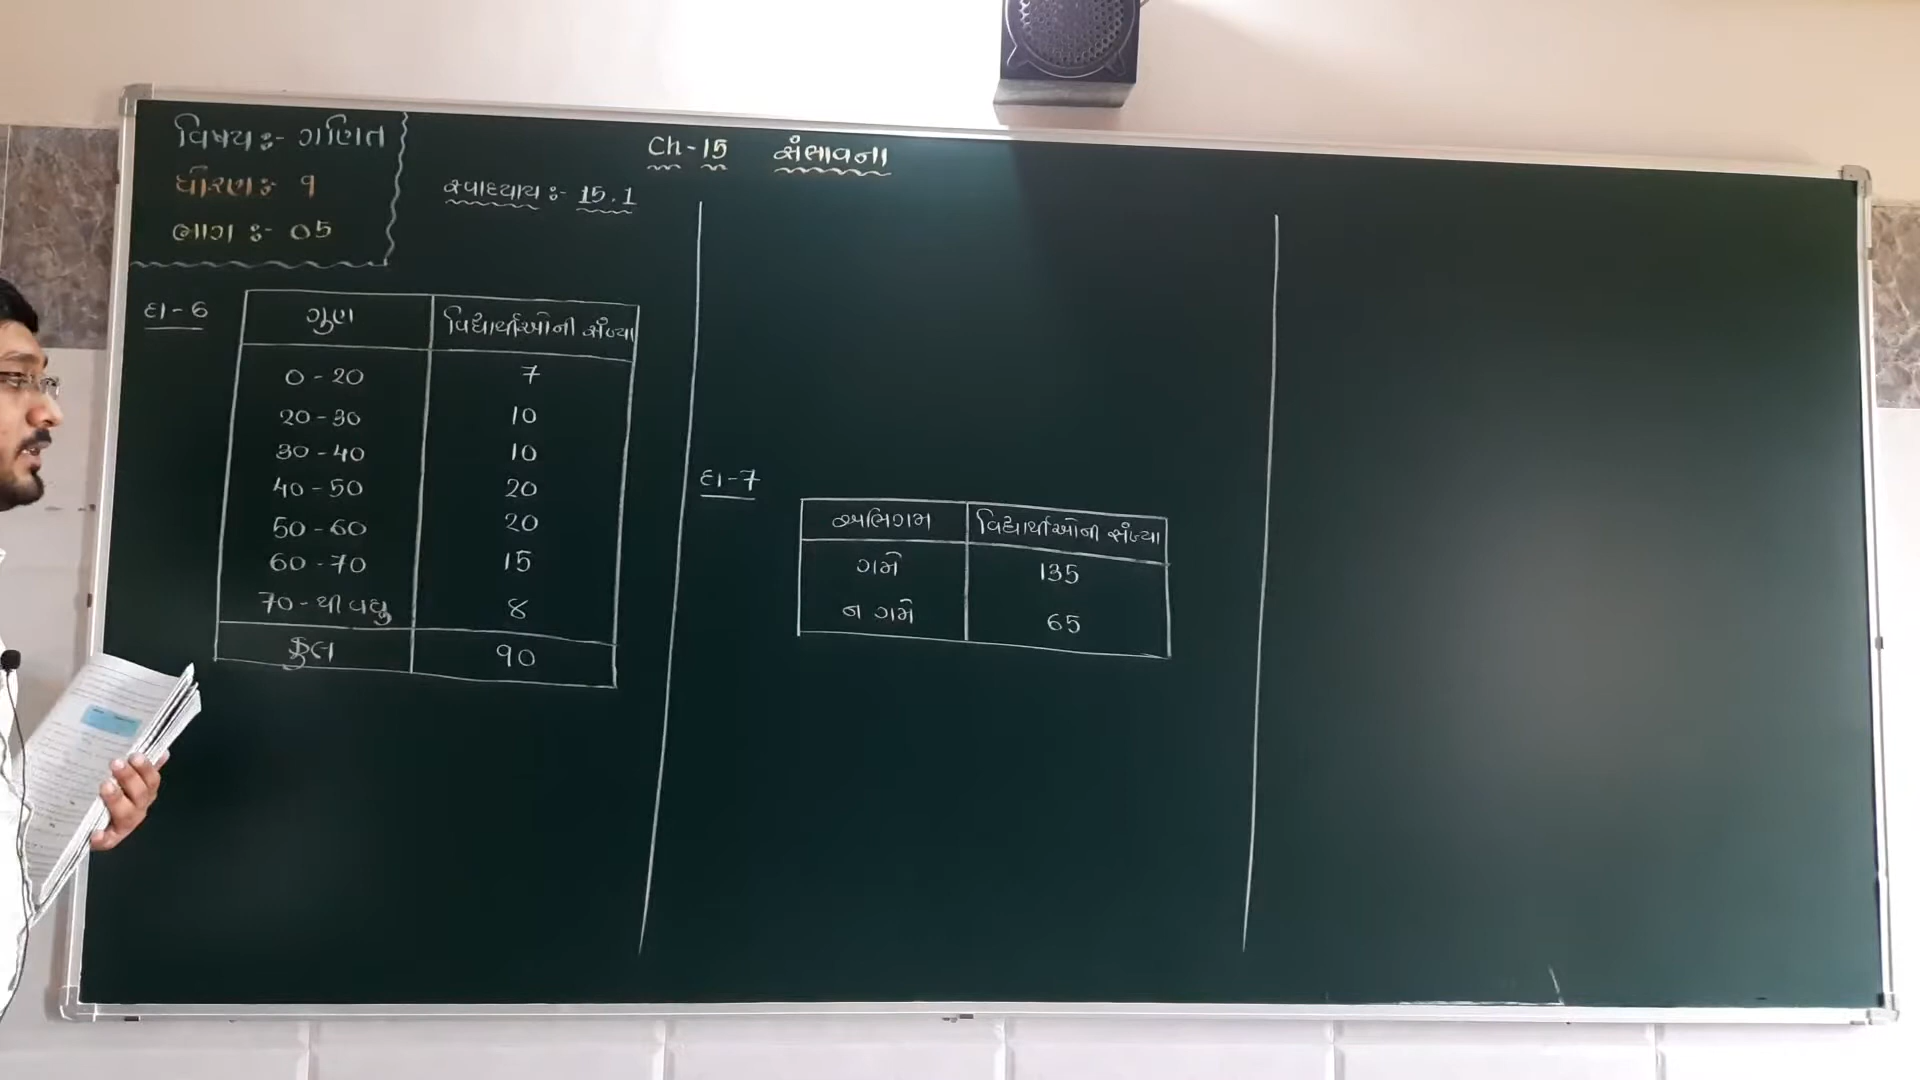 વિષય :- ગણિત
ધોરણ :- ૧
ભાગ :- 05
Ch - 15 સંભાવના
સ્વાધ્યાય :- 15.1
દા - 6
ગુણ વિદ્યાર્થીઓની સંખ્યા
0 - 20 7
20 - 30 10
30 - 40 10
40 - 50 20
50 - 60 20
60 - 70 15
70 - થી વધુ 8
કુલ 90
દા - 7
અભિગમ વિદ્યાર્થીઓની સંખ્યા
ગમે 135
ન ગમે 65